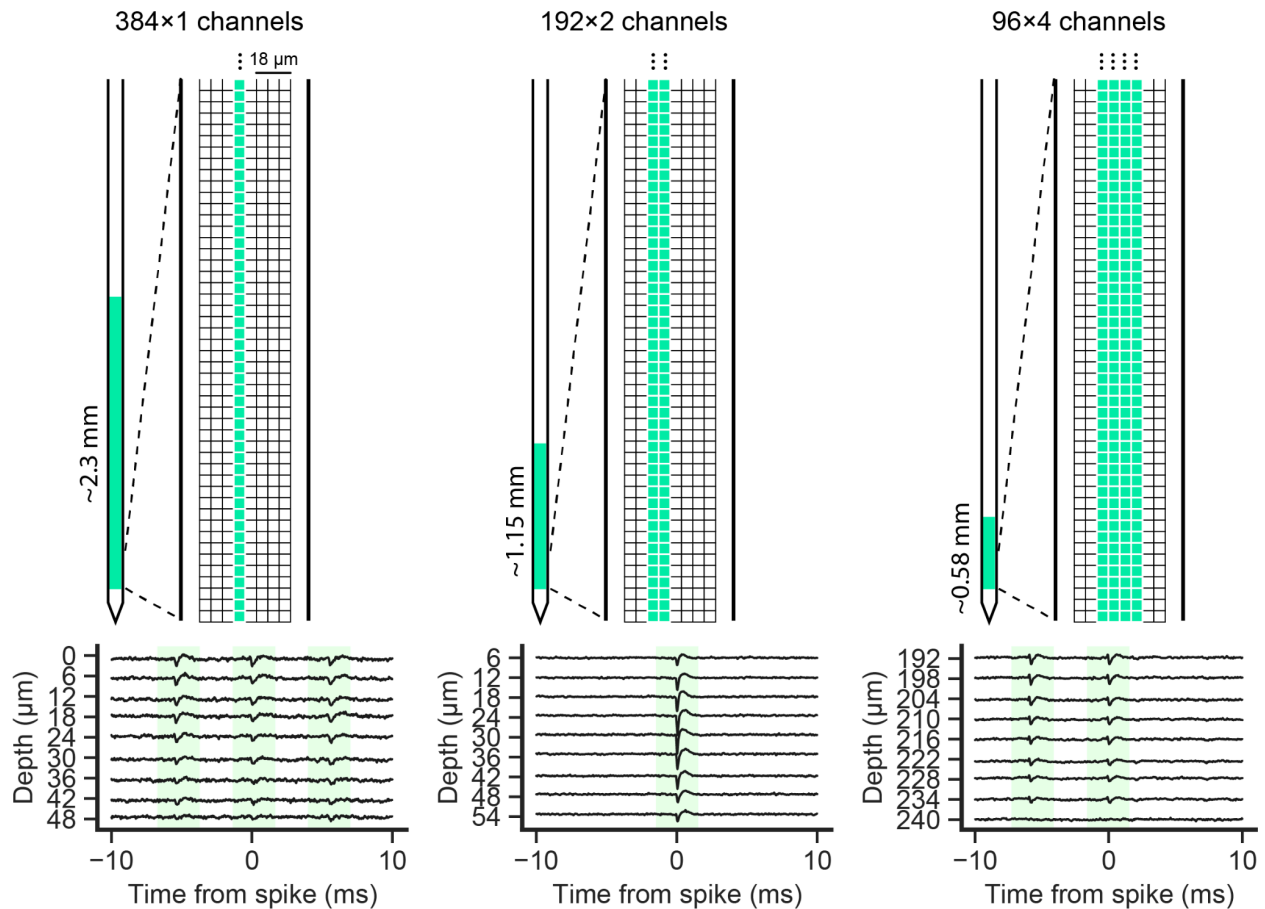 384×1 channels
18 µm
~2.3 mm
0
6
12
18
24
30
36
42
48
Depth (µm)
−10
0
10
Time from spike (ms)
192×2 channels
~1.15 mm
6
12
18
24
29
36
42
48
54
Depth (µm)
−10
0
10
Time from spike (ms)
96×4 channels
~0.58 mm
192
198
204
210
216
222
228
234
240
Depth (µm)
−10
0
10
Time from spike (ms)